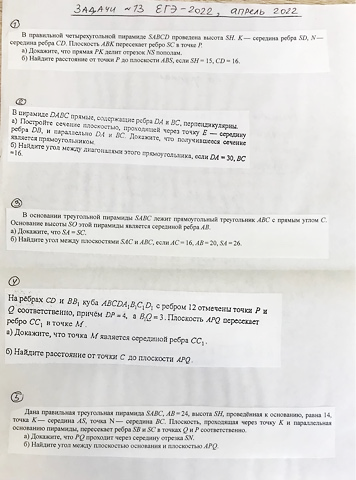 ЗАДАЧИ №13 ЕГЭ-2022, апрель 2022
1
В правильной четырехугольной пирамиде SABCD проведена высота SH. K — середина ребра SD, N —
середина ребра CD. Плоскость ABK пересекает ребро SC в точке P.
а) Докажите, что прямая PK делит отрезок NS пополам.
б) Найдите расстояние от точки P до плоскости ABS, если SH = 15, CD = 16.
2
В пирамиде DABC прямые, содержащие ребра DA и BC, перпендикулярны.
а) Постройте сечение плоскостью, проходящей через точку E — середину
ребра DB, и параллельно DA и BC. Докажите, что получившееся сечение
является прямоугольником.
б) Найдите угол между диагоналями этого прямоугольника, если DA = 30, BC
=16.
3
В основании треугольной пирамиды SABC лежит прямоугольный треугольник ABC с прямым углом C.
Основание высоты SO этой пирамиды является серединой ребра AB.
а) Докажите, что SA = SC.
б) Найдите угол между плоскостями SAC и ABC, если AC = 16, AB = 20, SA = 26.
4
На рёбрах CD и BB₁ куба ABCDA₁B₁C₁D₁ с ребром 12 отмечены точки P и
Q соответственно, причём DP = 4, а B₁Q = 3. Плоскость APQ пересекает
ребро CC₁ в точке M.
а) Докажите, что точка M является серединой ребра CC₁.
б) Найдите расстояние от точки C до плоскости APQ.
5
Дана правильная треугольная пирамида SABC, AB = 24, высота SH, проведённая к основанию, равна 14,
точка K — середина AS, точка N — середина BC. Плоскость, проходящая через точку K и параллельная
основанию пирамиды, пересекает ребра SB и SC в точках Q и P соответственно.
а) Докажите, что PQ проходит через середину отрезка SN.
б) Найдите угол между плоскостью основания и плоскостью APQ.